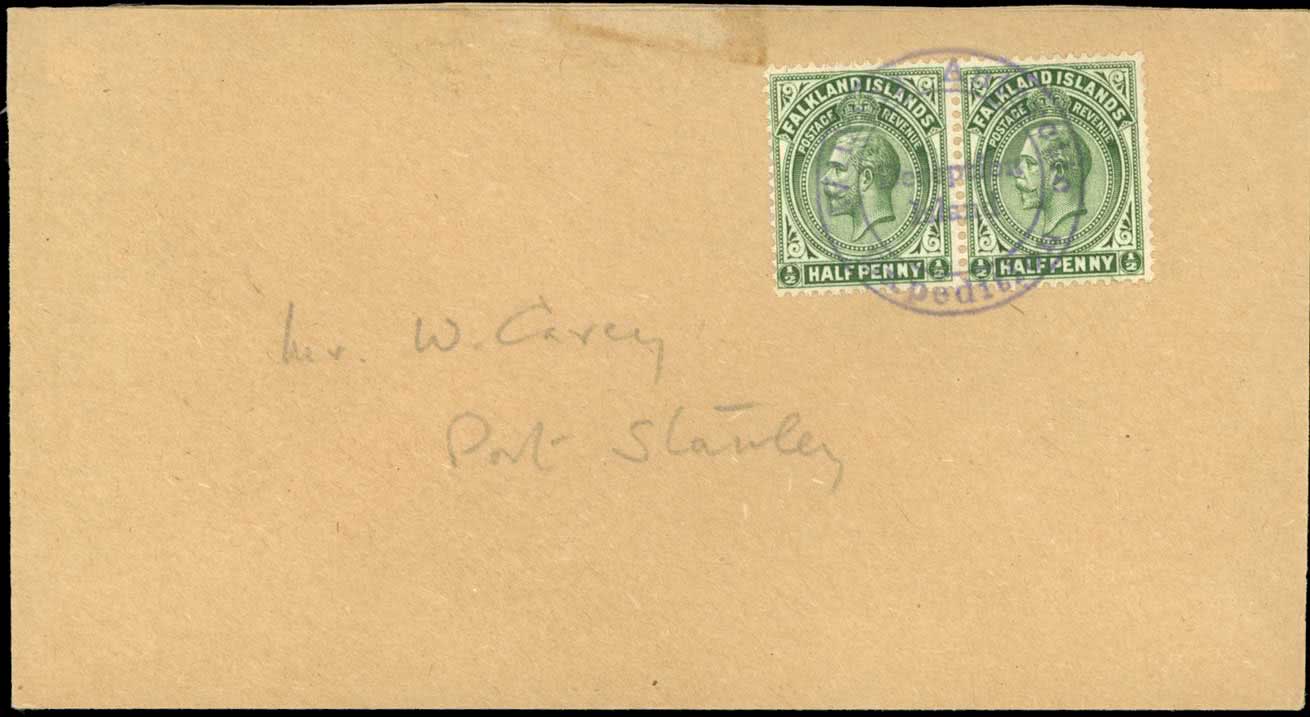 FALKLAND ISLANDS
POSTAGE REVENUE
½ HALFPENNY ½
FALKLAND ISLANDS
POSTAGE REVENUE
½ HALFPENNY ½
Mr. W. Carey
Port Stanley